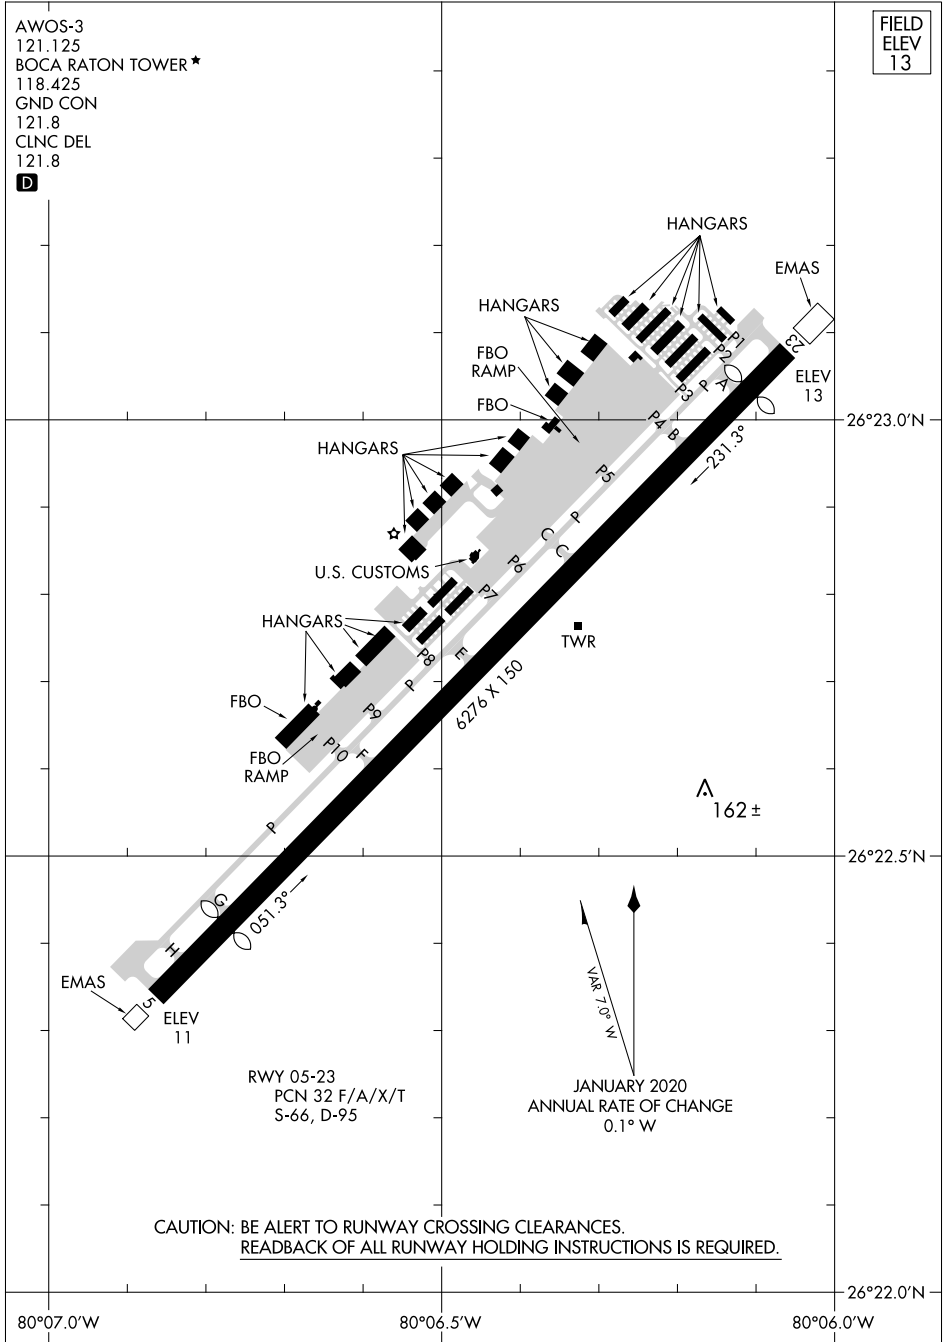 AWOS-3
121.125
BOCA RATON TOWER ★
118.425
GND CON
121.8
CLNC DEL
121.8
D
FIELD
ELEV
13
HANGARS
EMAS
HANGARS
FBO
RAMP
FBO
HANGARS
U.S. CUSTOMS
HANGARS
FBO
FBO
RAMP
P1
P2
A
P
P3
P4
B
P5
P
C
C
P6
P7
E
P8
P
P9
P10
F
P
G
H
23
ELEV
13
231.3°
26°23.0'N
TWR
6276 X 150
162 ±
26°22.5'N
051.3°
EMAS
5
ELEV
11
VAR 7.0° W
JANUARY 2020
ANNUAL RATE OF CHANGE
0.1° W
RWY 05-23
PCN 32 F/A/X/T
S-66, D-95
CAUTION: BE ALERT TO RUNWAY CROSSING CLEARANCES.
READBACK OF ALL RUNWAY HOLDING INSTRUCTIONS IS REQUIRED.
26°22.0'N
80°07.0'W
80°06.5'W
80°06.0'W